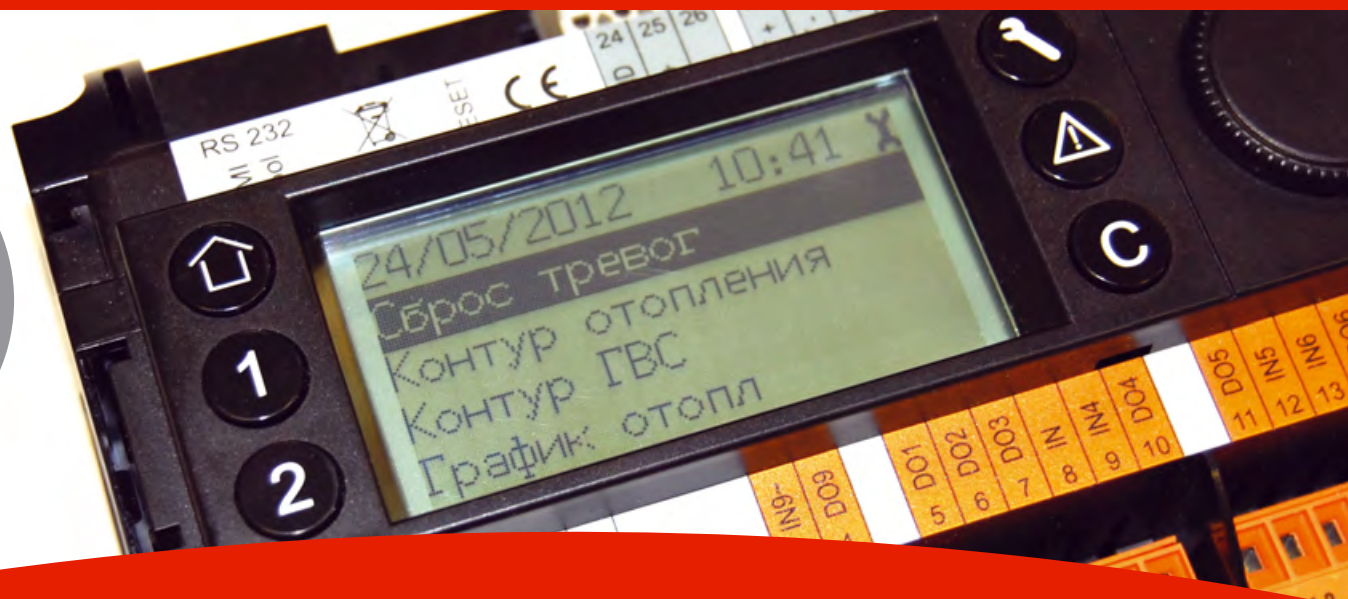 24 25 26
D
RS 232
ESET
CE
24/05/2012 10:41
Сброс тревог
Контур отопления
Контур ГВС
График отопл
1
2
C
IN9~ DO9
DO1 DO2 DO3 IN IN4 DO4
5 6 7 8 9 10
DO5 IN5 IN6
11 12 13